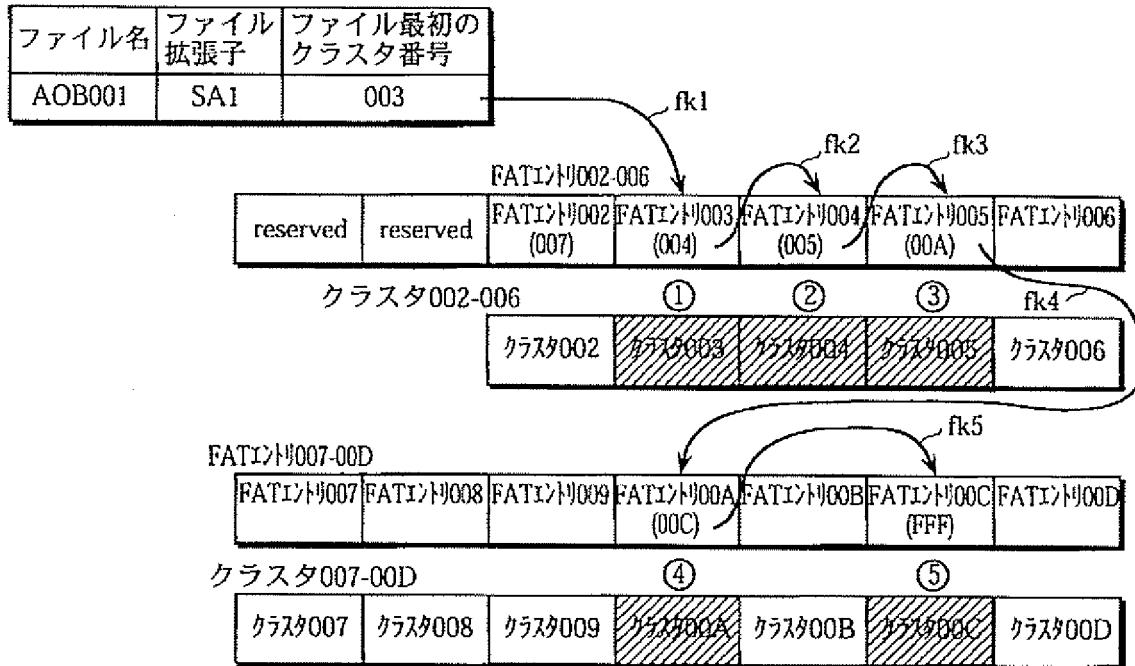 ファイル名 ファイル拡張子 ファイル最初のクラスタ番号
AOB001 SA1 003
fk1
fk2 fk3
FATエントリ002-006
reserved reserved FATエントリ002 (007) FATエントリ003 (004) FATエントリ004 (005) FATエントリ005 (00A) FATエントリ006
クラスタ002-006 ① ② ③ fk4
クラスタ002 クラスタ003 クラスタ004 クラスタ005 クラスタ006
fk5
FATエントリ007-00D
FATエントリ007 FATエントリ008 FATエントリ009 FATエントリ00A (00C) FATエントリ00B FATエントリ00C (FFF) FATエントリ00D
クラスタ007-00D ④ ⑤
クラスタ007 クラスタ008 クラスタ009 クラスタ00A クラスタ00B クラスタ00C クラスタ00D